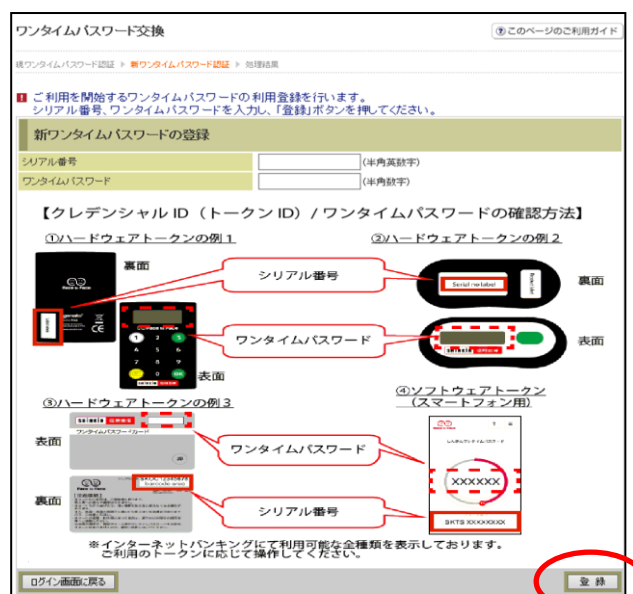 ワンタイムパスワード交換
?このページのご利用ガイド
現ワンタイムパスワード認証 ▶ 新ワンタイムパスワード認証 ▶ 処理結果
ご利用を開始するワンタイムパスワードの利用登録を行います。
シリアル番号、ワンタイムパスワードを入力し、「登録」ボタンを押してください。
新ワンタイムパスワードの登録
シリアル番号
(半角英数字)
ワンタイムパスワード
(半角数字)
【クレデンシャル ID（トークン ID）/ ワンタイムパスワードの確認方法】
①ハードウェアトークンの例１
②ハードウェアトークンの例２
裏面
シリアル番号
Serial no label
裏面
ワンタイムパスワード
表面
表面
③ハードウェアトークンの例３
④ソフトウェアトークン
（スマートフォン用）
ワンタイムパスワードカード
表面
ワンタイムパスワード
XXXXXX
裏面
シリアル番号
SKTS XXXXXXXX
※インターネットバンキングにて利用可能な全種類を表示しております。
ご利用のトークンに応じて操作してください。
ログイン画面に戻る
登 録